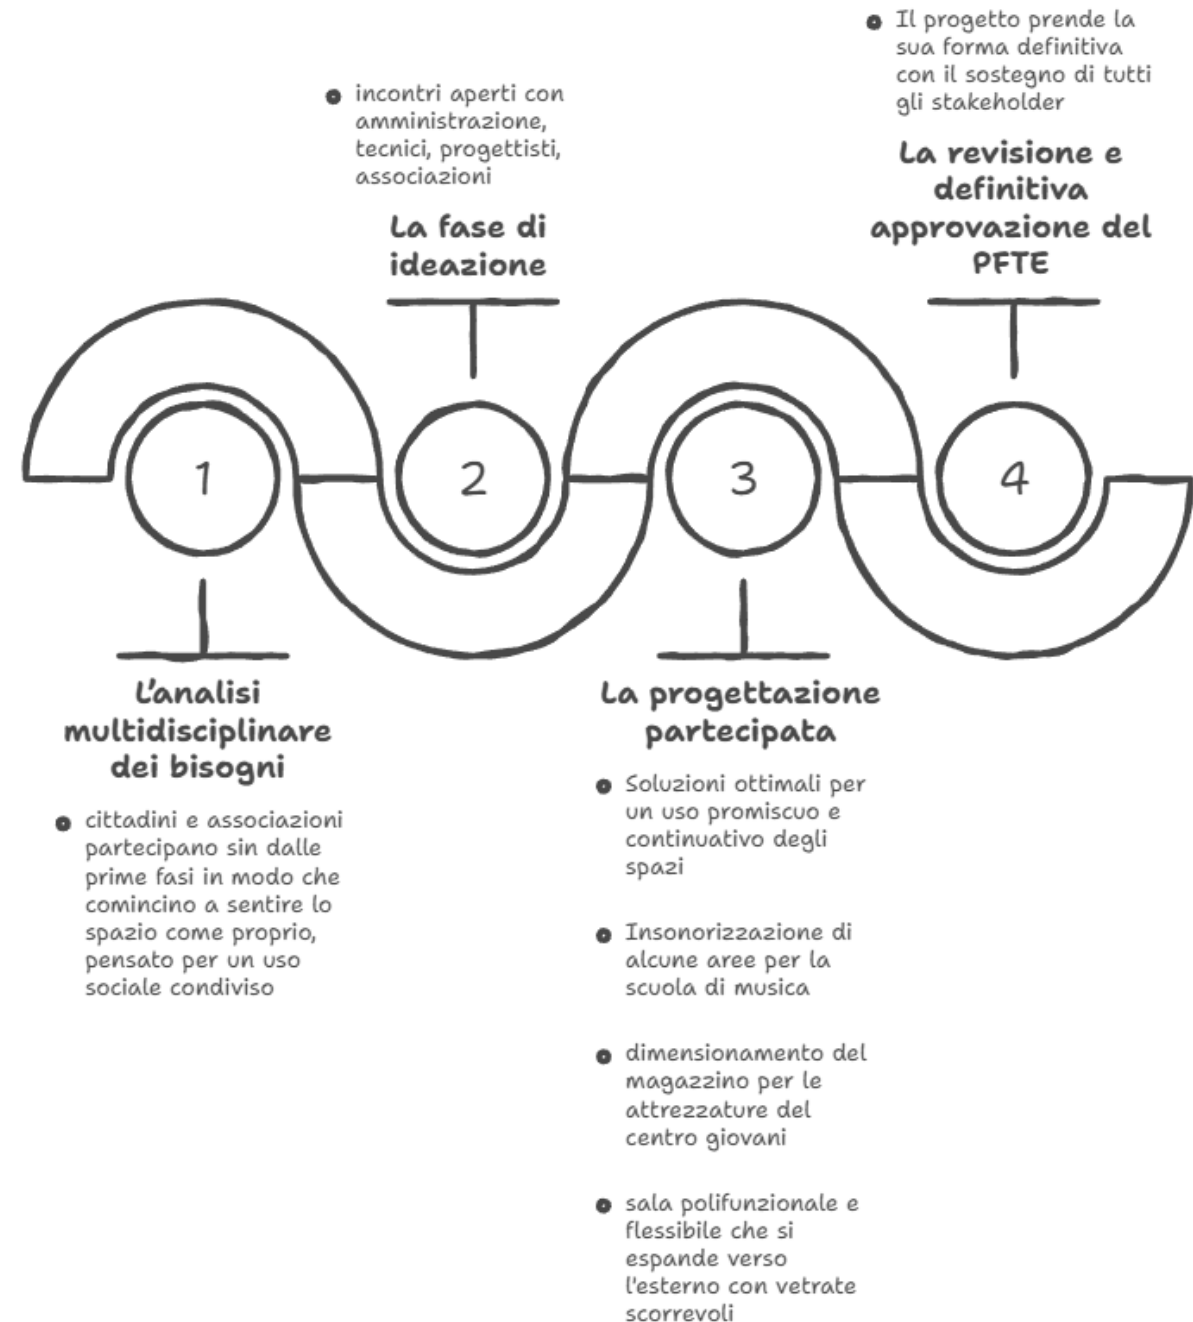 1
L'analisi
multidisciplinare
dei bisogni
cittadini e associazioni
partecipano sin dalle
prime fasi in modo che
comincino a sentire lo
spazio come proprio,
pensato per un uso
sociale condiviso
incontri aperti con
amministrazione,
tecnici, progettisti,
associazioni
La fase di
ideazione
2
3
La progettazione
partecipata
Soluzioni ottimali per
un uso promiscuo e
continuativo degli
spazi
Insonorizzazione di
alcune aree per la
scuola di musica
dimensionamento del
magazzino per le
attrezzature del
centro giovani
sala polifunzionale e
flessibile che si
espande verso
l'esterno con vetrate
scorrevoli
Il progetto prende la
sua forma definitiva
con il sostegno di tutti
gli stakeholder
La revisione e
definitiva
approvazione del
PFTE
4